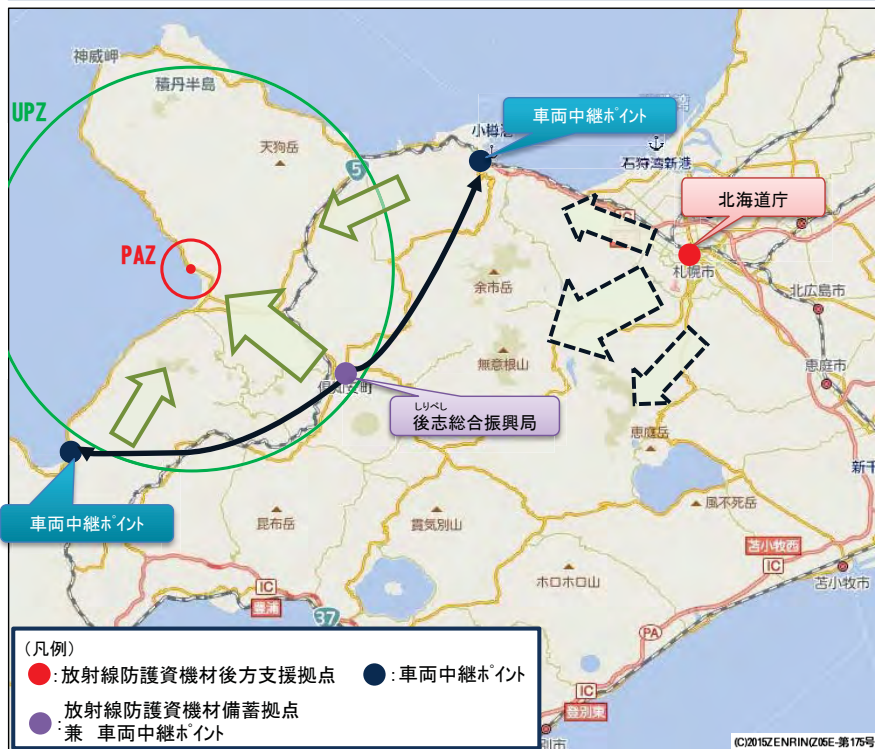 神威岬
積丹半島
UPZ
天狗岳
5
小樽港
車両中継ポイント
石狩湾新港
IC
北海道庁
札幌市
PAZ
余市岳
北広島市
無意根山
恵庭市
倶知安町
しりべし
後志総合振興局
恵庭岳
新千
車両中継ポイント
昆布岳
貫気別山
風不死岳
苫小牧西
IC
苫小牧市
ホロホロ山
IC
豊浦
37
PA
IC
登別東
別市
(凡例)
:放射線防護資機材後方支援拠点
:車両中継ポイント
:放射線防護資機材備蓄拠点
兼 車両中継ポイント
(C)2015ZENRIN(Z05E-第175号